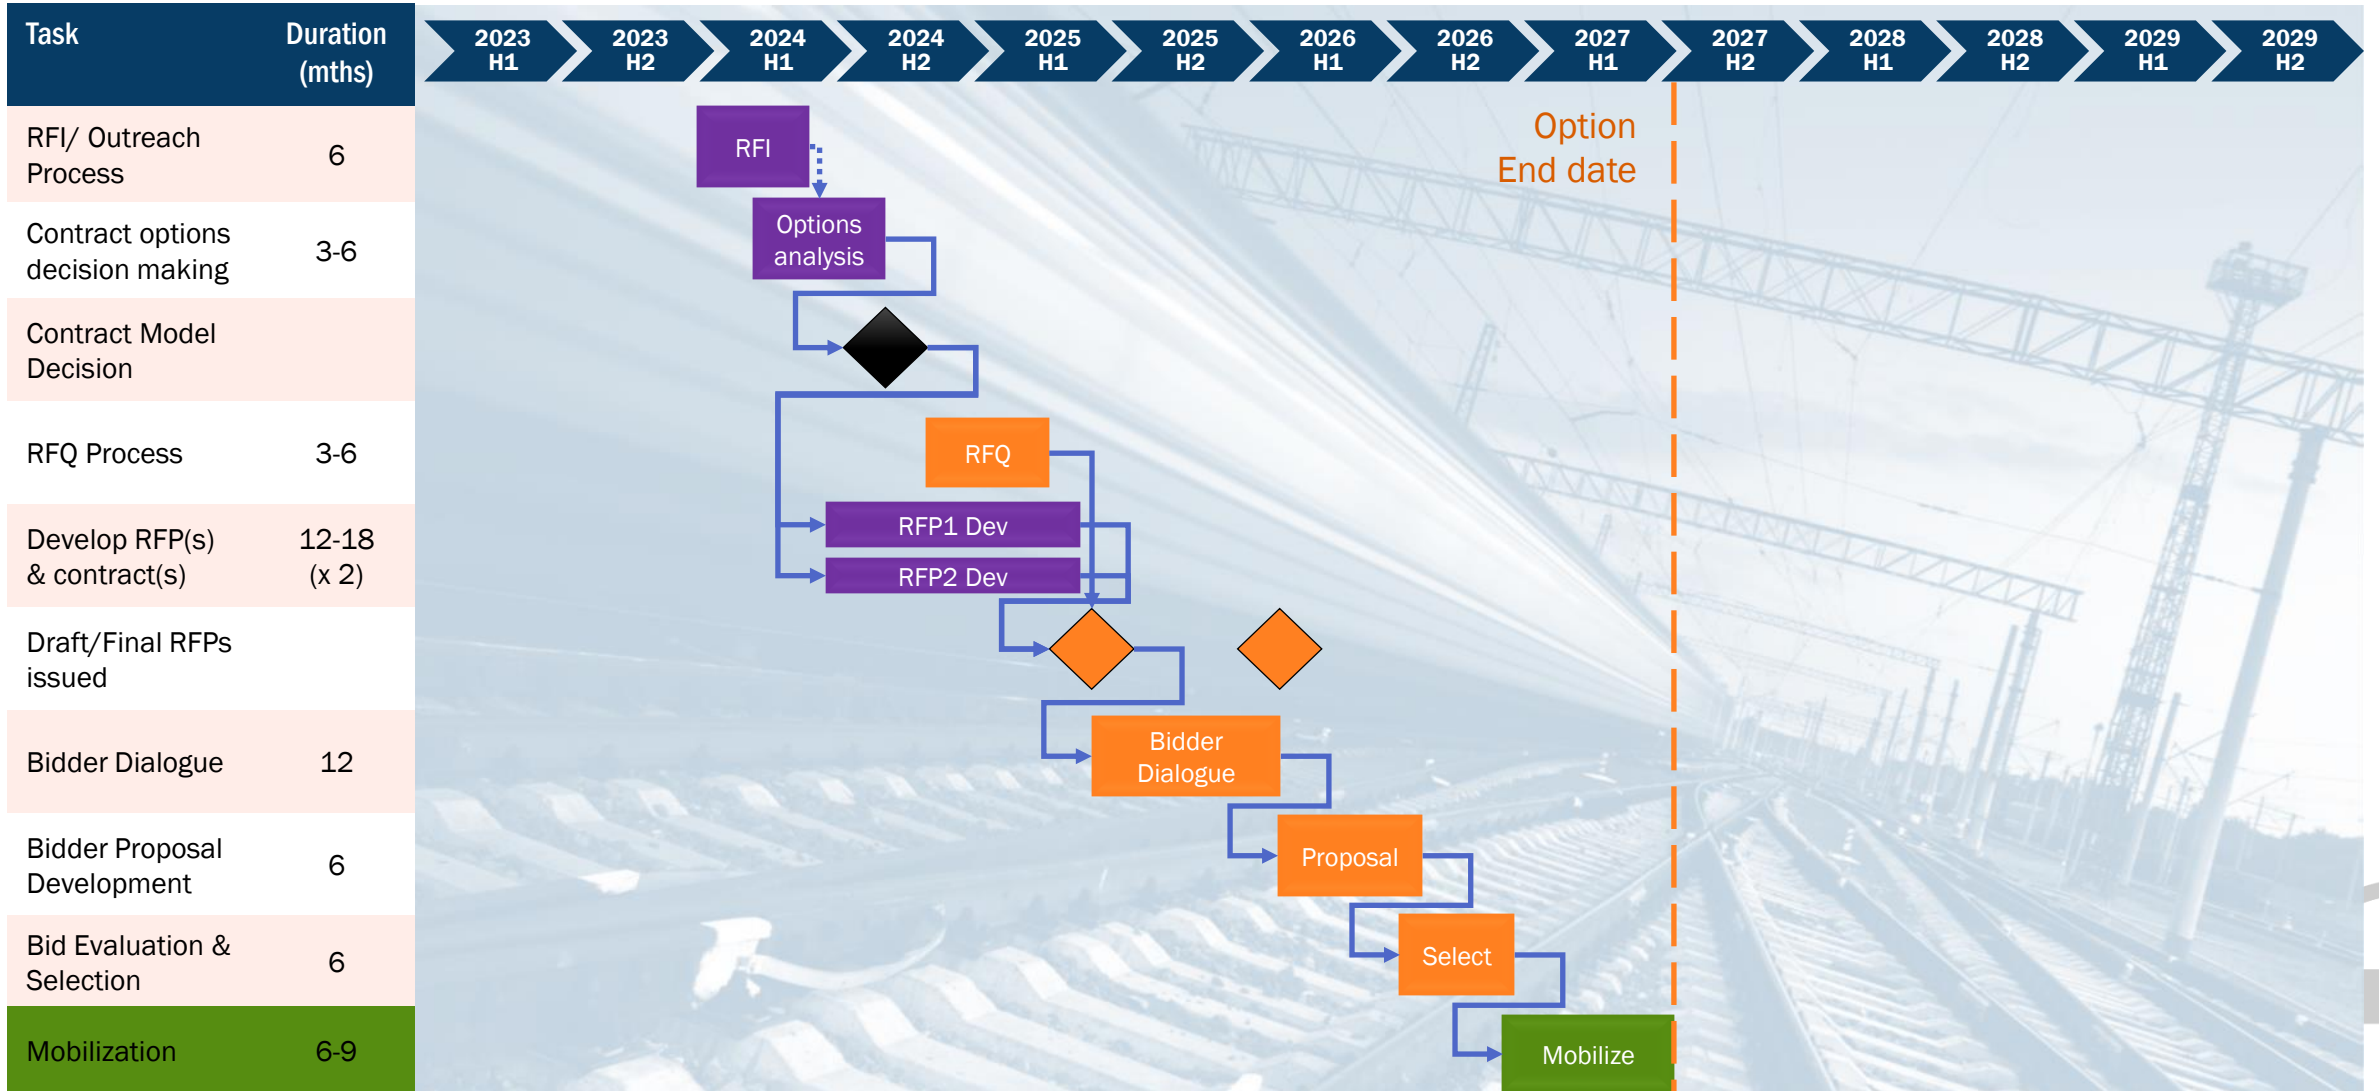 Task
Duration
(mths)
2023
H1
2023
H2
2024
H1
2024
H2
2025
H1
2025
H2
2026
H1
2026
H2
2027
H1
2027
H2
2028
H1
2028
H2
2029
H1
2029
H2
RFI/ Outreach
Process
6
RFI
Option
End date
Contract options
decision making
3-6
Options
analysis
Contract Model
Decision
RFQ Process
3-6
RFQ
Develop RFP(s)
& contract(s)
12-18
(x 2)
RFP1 Dev
RFP2 Dev
Draft/Final RFPs
issued
Bidder Dialogue
12
Bidder
Dialogue
Bidder Proposal
Development
6
Proposal
Bid Evaluation &
Selection
6
Select
Mobilization
6-9
Mobilize